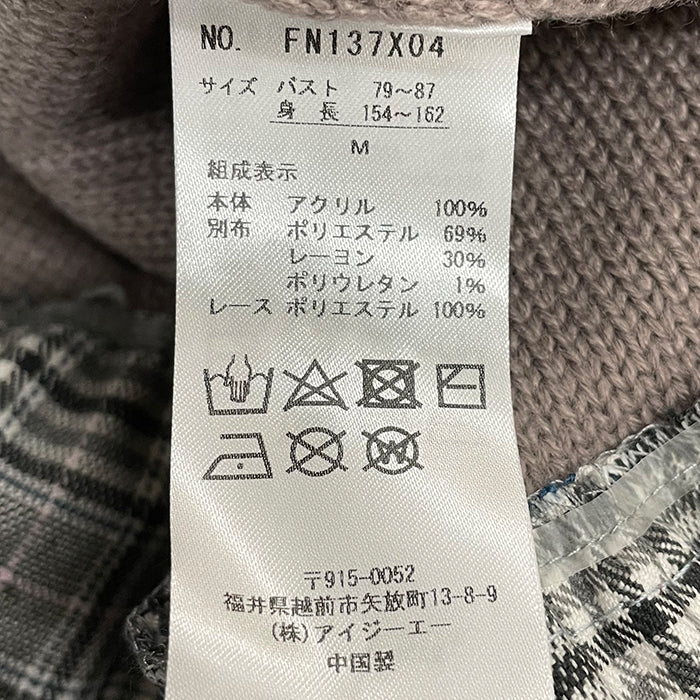 NO. FN137X04
サイズ バスト 79～87
身長 154～162
M
組成表示
本体 アクリル 100%
別布 ポリエステル 69%
レーヨン 30%
ポリウレタン 1%
レース ポリエステル 100%
W
〒915-0052
福井県越前市矢放町13-8-9
(株)アイジーエー
中国製